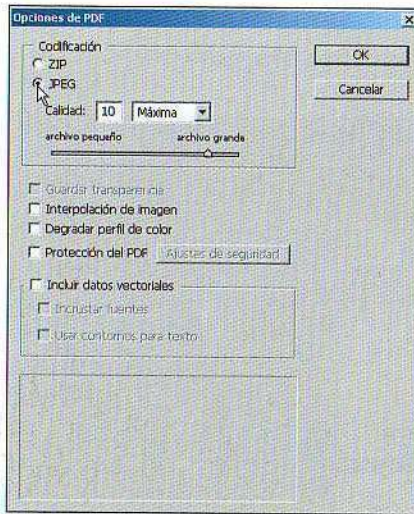 Opciones de PDF
Codificación
ZIP
JPEG
Calidad: 10 Máxima
archivo pequeño archivo grande
OK
Cancelar
Guardar transparencia
Interpolación de imagen
Degradar perfil de color
Protección del PDF Ajustes de seguridad
Incluir datos vectoriales
Incrustar fuentes
Usar contornos para texto